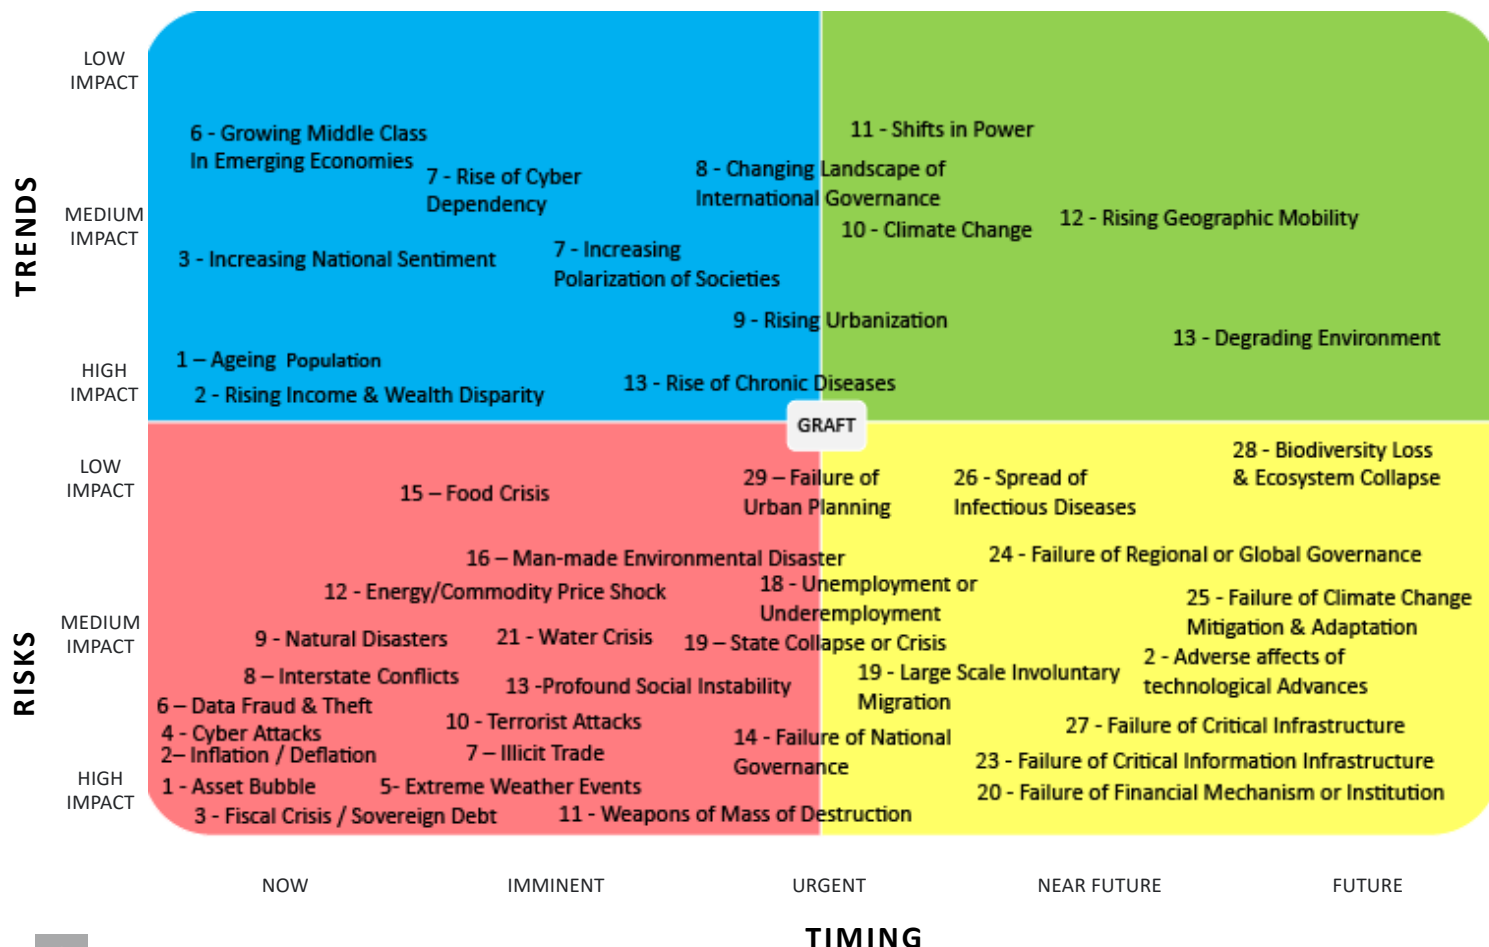 LOW
IMPACT
6 - Growing Middle Class
In Emerging Economies
7 - Rise of Cyber
Dependency
8 - Changing Landscape of
International Governance
11 - Shifts in Power
TRENDS
MEDIUM
IMPACT
10 - Climate Change
12 - Rising Geographic Mobility
3 - Increasing National Sentiment
7 - Increasing
Polarization of Societies
9 - Rising Urbanization
13 - Degrading Environment
HIGH
IMPACT
1 – Ageing Population
2 - Rising Income & Wealth Disparity
13 - Rise of Chronic Diseases
GRAFT
LOW
IMPACT
15 – Food Crisis
29 – Failure of
Urban Planning
26 - Spread of
Infectious Diseases
28 - Biodiversity Loss
& Ecosystem Collapse
16 – Man-made Environmental Disaster
24 - Failure of Regional or Global Governance
12 - Energy/Commodity Price Shock
18 - Unemployment or
Underemployment
25 - Failure of Climate Change
Mitigation & Adaptation
RISKS
MEDIUM
IMPACT
9 - Natural Disasters
21 - Water Crisis
19 – State Collapse or Crisis
2 - Adverse affects of
technological Advances
8 – Interstate Conflicts
13 -Profound Social Instability
19 - Large Scale Involuntary
Migration
6 – Data Fraud & Theft
4 - Cyber Attacks
2– Inflation / Deflation
10 - Terrorist Attacks
7 – Illicit Trade
14 - Failure of National
Governance
27 - Failure of Critical Infrastructure
23 - Failure of Critical Information Infrastructure
HIGH
IMPACT
1 - Asset Bubble
5- Extreme Weather Events
20 - Failure of Financial Mechanism or Institution
3 - Fiscal Crisis / Sovereign Debt
11 - Weapons of Mass of Destruction
NOW
IMMINENT
URGENT
NEAR FUTURE
FUTURE
TIMING